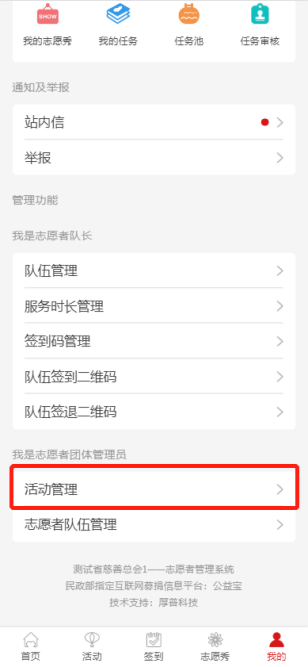 SHOW
我的志愿秀 我的任务 任务池 任务审核
通知及举报
站内信
举报
管理功能
我是志愿者队长
队伍管理
服务时长管理
签到码管理
队伍签到二维码
队伍签退二维码
我是志愿者团体管理员
活动管理
志愿者队伍管理
测试省慈善总会1——志愿者管理系统
民政部指定互联网募捐信息平台：公益宝
技术支持：厚普科技
首页 活动 签到 志愿秀 我的